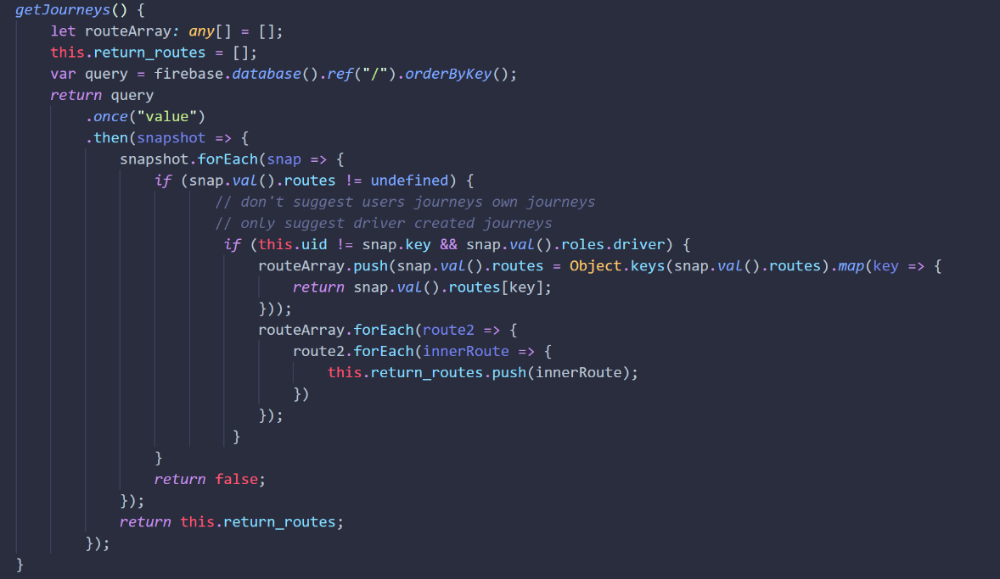 getJourneys() {
let routeArray: any[] = [];
this.return_routes = [];
var query = firebase.database().ref("/").orderByKey();
return query
.once("value")
.then(snapshot => {
snapshot.forEach(snap => {
if (snap.val().routes != undefined) {
// don't suggest users journeys own journeys
// only suggest driver created journeys
if (this.uid != snap.key && snap.val().roles.driver) {
routeArray.push(snap.val().routes = Object.keys(snap.val().routes).map(key => {
return snap.val().routes[key];
}));
routeArray.forEach(route2 => {
route2.forEach(innerRoute => {
this.return_routes.push(innerRoute);
})
});
}
}
return false;
});
return this.return_routes;
});
}